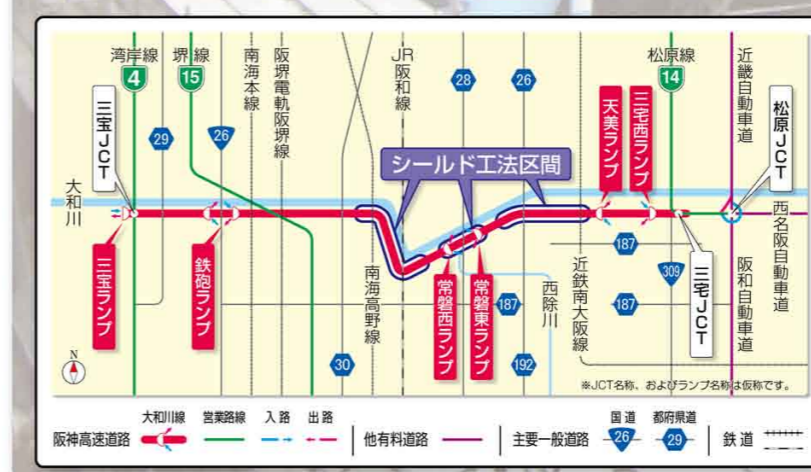 湾岸線
4
堺線
15
南海本線
阪堺電軌阪堺線
JR阪和線
28
26
松原線
14
近畿自動車道
三宝JCT
29
26
天美ランプ
三宅西ランプ
松原JCT
シールド工法区間
大和川
三宝ランプ
鉄砲ランプ
南海高野線
常磐西ランプ
常磐東ランプ
西除川
近鉄南大阪線
187
187
187
309
三宅JCT
阪和自動車道
西名阪自動車道
30
192
N
※JCT名称、およびランプ名称は仮称です。
阪神高速道路
大和川線
営業路線
入路
出路
他有料道路
主要一般道路
国道
26
都府県道
29
鉄道